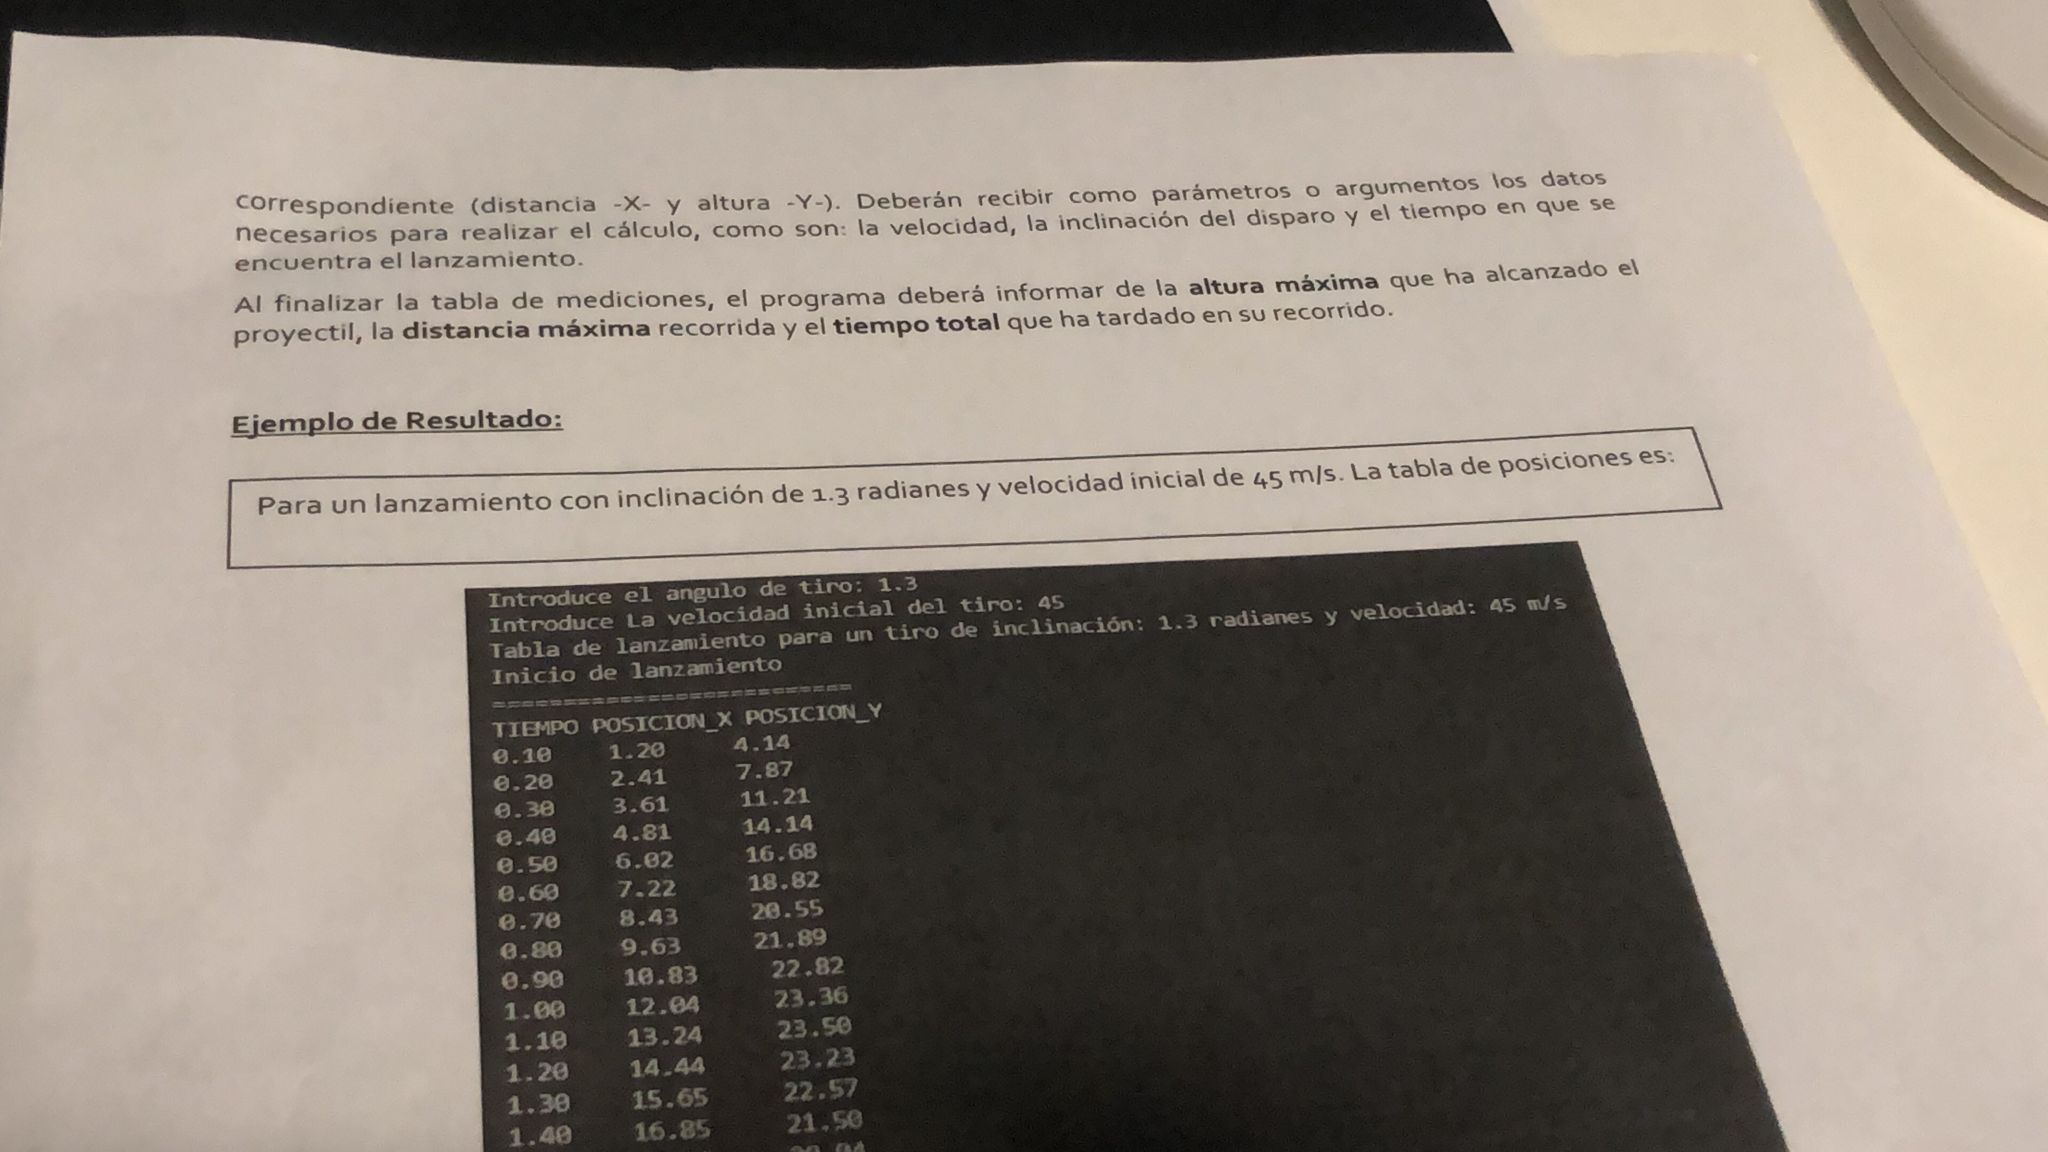 correspondiente (distancia -X- y altura -Y-). Deberán recibir como parámetros o argumentos los datos
necesarios para realizar el cálculo, como son: la velocidad, la inclinación del disparo y el tiempo en que se
encuentra el lanzamiento.
Al finalizar la tabla de mediciones, el programa deberá informar de la altura máxima que ha alcanzado el
proyectil, la distancia máxima recorrida y el tiempo total que ha tardado en su recorrido.
Ejemplo de Resultado:
Para un lanzamiento con inclinación de 1.3 radianes y velocidad inicial de 45 m/s. La tabla de posiciones es:
Introduce el angulo de tiro: 1.3
Introduce La velocidad inicial del tiro: 45
Tabla de lanzamiento para un tiro de inclinación: 1.3 radianes y velocidad: 45 m/s
Inicio de lanzamiento
==========================
TIEMPO POSICION_X POSICION_Y
0.10 1.20 4.14
0.20 2.41 7.87
0.30 3.61 11.21
0.40 4.81 14.14
0.50 6.02 16.68
0.60 7.22 18.82
0.70 8.43 20.55
0.80 9.63 21.89
0.90 10.83 22.82
1.00 12.04 23.36
1.10 13.24 23.50
1.20 14.44 23.23
1.30 15.65 22.57
1.40 16.85 21.50